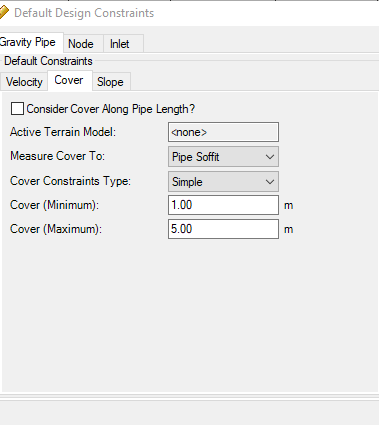 Default Design Constraints
Gravity Pipe Node Inlet
Default Constraints
Velocity Cover Slope
Consider Cover Along Pipe Length?
Active Terrain Model: <none>
Measure Cover To: Pipe Soffit
Cover Constraints Type: Simple
Cover (Minimum): 1.00 m
Cover (Maximum): 5.00 m